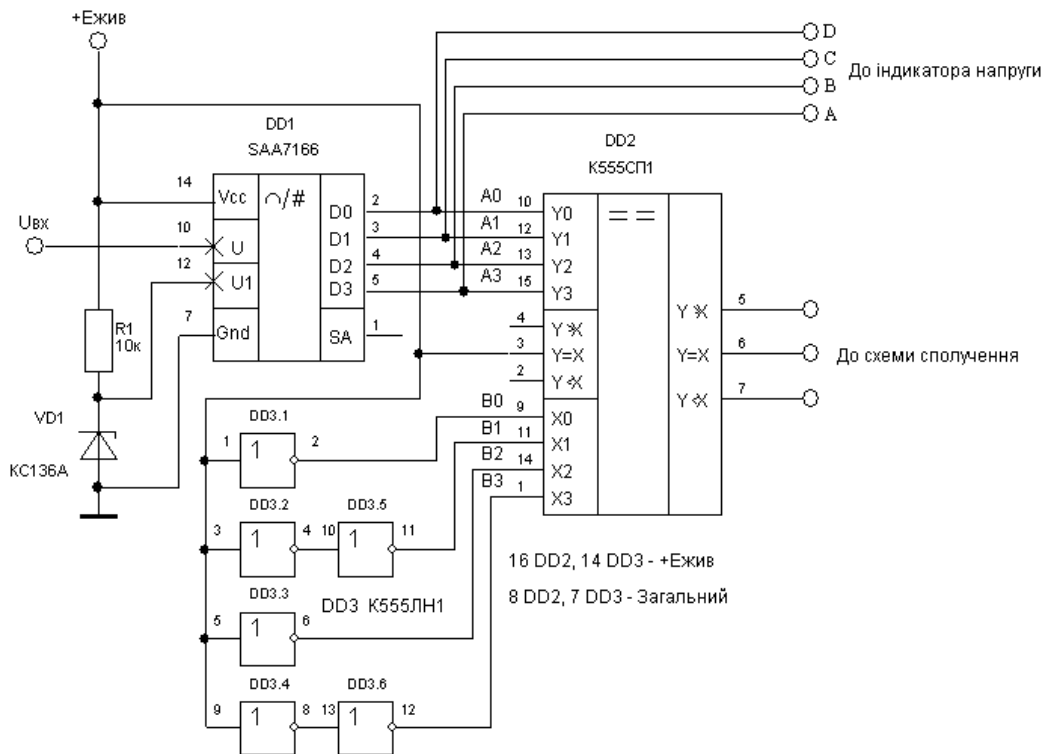 +Eжив
D
C
До індикатора напруги
B
A
DD1
SAA7166
DD2
К555СП1
14
Vcc
∩/#
D0
2
A0
10
Y0
= =
Uвх
10
U
D1
3
A1
12
Y1
12
U1
D2
4
A2
13
Y2
D3
5
A3
15
Y3
7
Gnd
SA
1
4
3
Y=X
2
5
6
Y=X
7
До схеми сполучення
R1
10к
VD1
КС136А
DD3.1
1
1
2
B0
9
X0
B1
11
X1
B2
14
X2
B3
1
X3
DD3.2
DD3.5
3
1
4
10
1
11
DD3.3
5
1
6
DD3 К555ЛН1
DD3.4
DD3.6
9
1
8
13
1
12
16 DD2, 14 DD3 - +Eжив
8 DD2, 7 DD3 - Загальний